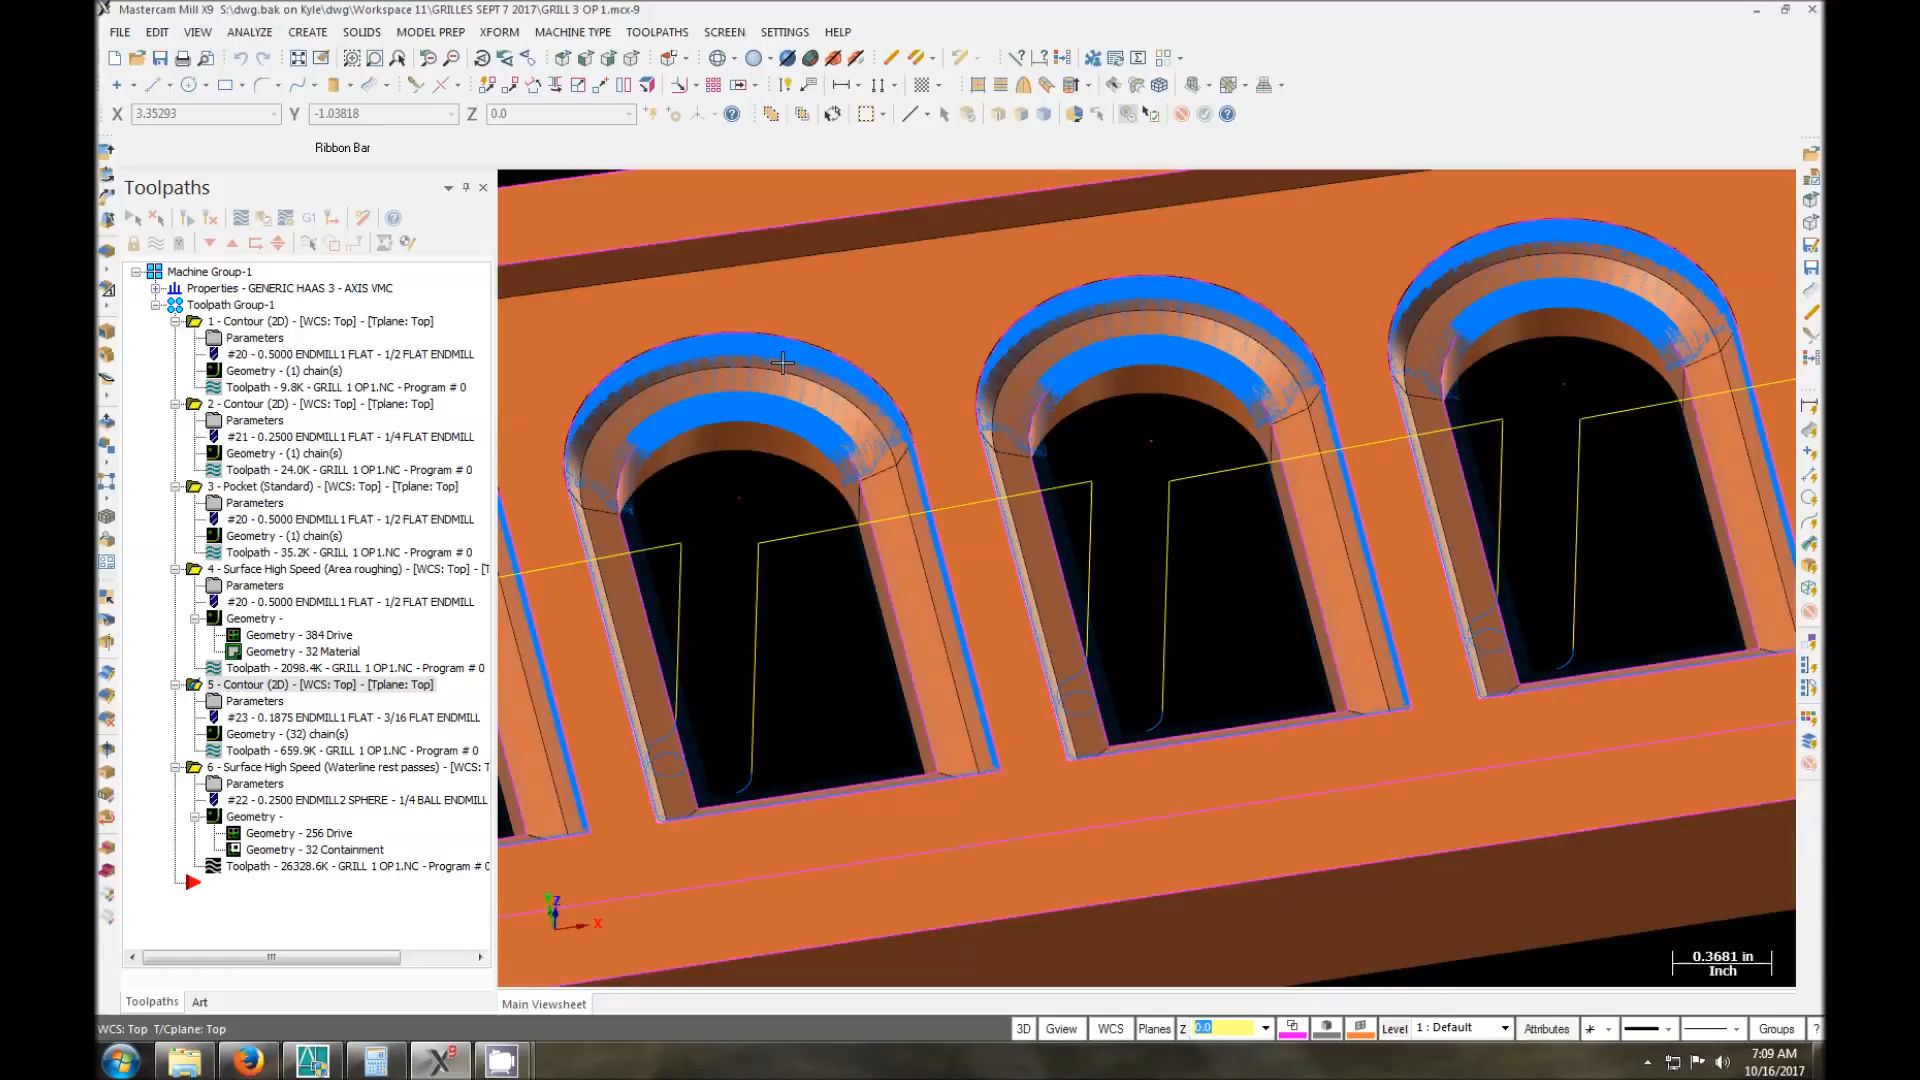 Mastercam Mill X9  S:\dwg.bak on Kyle\dwg\Workspace 11\GRILLES SEPT 7 2017\GRILL 3 OP 1.mcx-9
FILE EDIT VIEW ANALYZE CREATE SOLIDS MODEL PREP XFORM MACHINE TYPE TOOLPATHS SCREEN SETTINGS HELP
X 3.35293 Y -1.03818 Z 0.0
Ribbon Bar
Toolpaths
G1
Machine Group-1
Properties - GENERIC HAAS 3 - AXIS VMC
Toolpath Group-1
1 - Contour (2D) - [WCS: Top] - [Tplane: Top]
Parameters
#20 - 0.5000 ENDMILL1 FLAT - 1/2 FLAT ENDMILL
Geometry - (1) chain(s)
Toolpath - 9.8K - GRILL 1 OP1.NC - Program # 0
2 - Contour (2D) - [WCS: Top] - [Tplane: Top]
Parameters
#21 - 0.2500 ENDMILL1 FLAT - 1/4 FLAT ENDMILL
Geometry - (1) chain(s)
Toolpath - 24.0K - GRILL 1 OP1.NC - Program # 0
3 - Pocket (Standard) - [WCS: Top] - [Tplane: Top]
Parameters
#20 - 0.5000 ENDMILL1 FLAT - 1/2 FLAT ENDMILL
Geometry - (1) chain(s)
Toolpath - 35.2K - GRILL 1 OP1.NC - Program # 0
4 - Surface High Speed (Area roughing) - [WCS: Top] - [T
Parameters
#20 - 0.5000 ENDMILL1 FLAT - 1/2 FLAT ENDMILL
Geometry -
Geometry - 384 Drive
Geometry - 32 Material
Toolpath - 2098.4K - GRILL 1 OP1.NC - Program # 0
5 - Contour (2D) - [WCS: Top] - [Tplane: Top]
Parameters
#23 - 0.1875 ENDMILL1 FLAT - 3/16 FLAT ENDMILL
Geometry - (32) chain(s)
Toolpath - 659.9K - GRILL 1 OP1.NC - Program # 0
6 - Surface High Speed (Waterline rest passes) - [WCS: T
Parameters
#22 - 0.2500 ENDMILL2 SPHERE - 1/4 BALL ENDMILL
Geometry -
Geometry - 256 Drive
Geometry - 32 Containment
Toolpath - 26328.6K - GRILL 1 OP1.NC - Program # 0
Z
X
0.3681 in
Inch
Toolpaths Art
Main Viewsheet
WCS: Top T/Cplane: Top
3D Gview WCS Planes Z 0.0 Level 1 : Default Attributes Groups ?
7:09 AM
10/16/2017